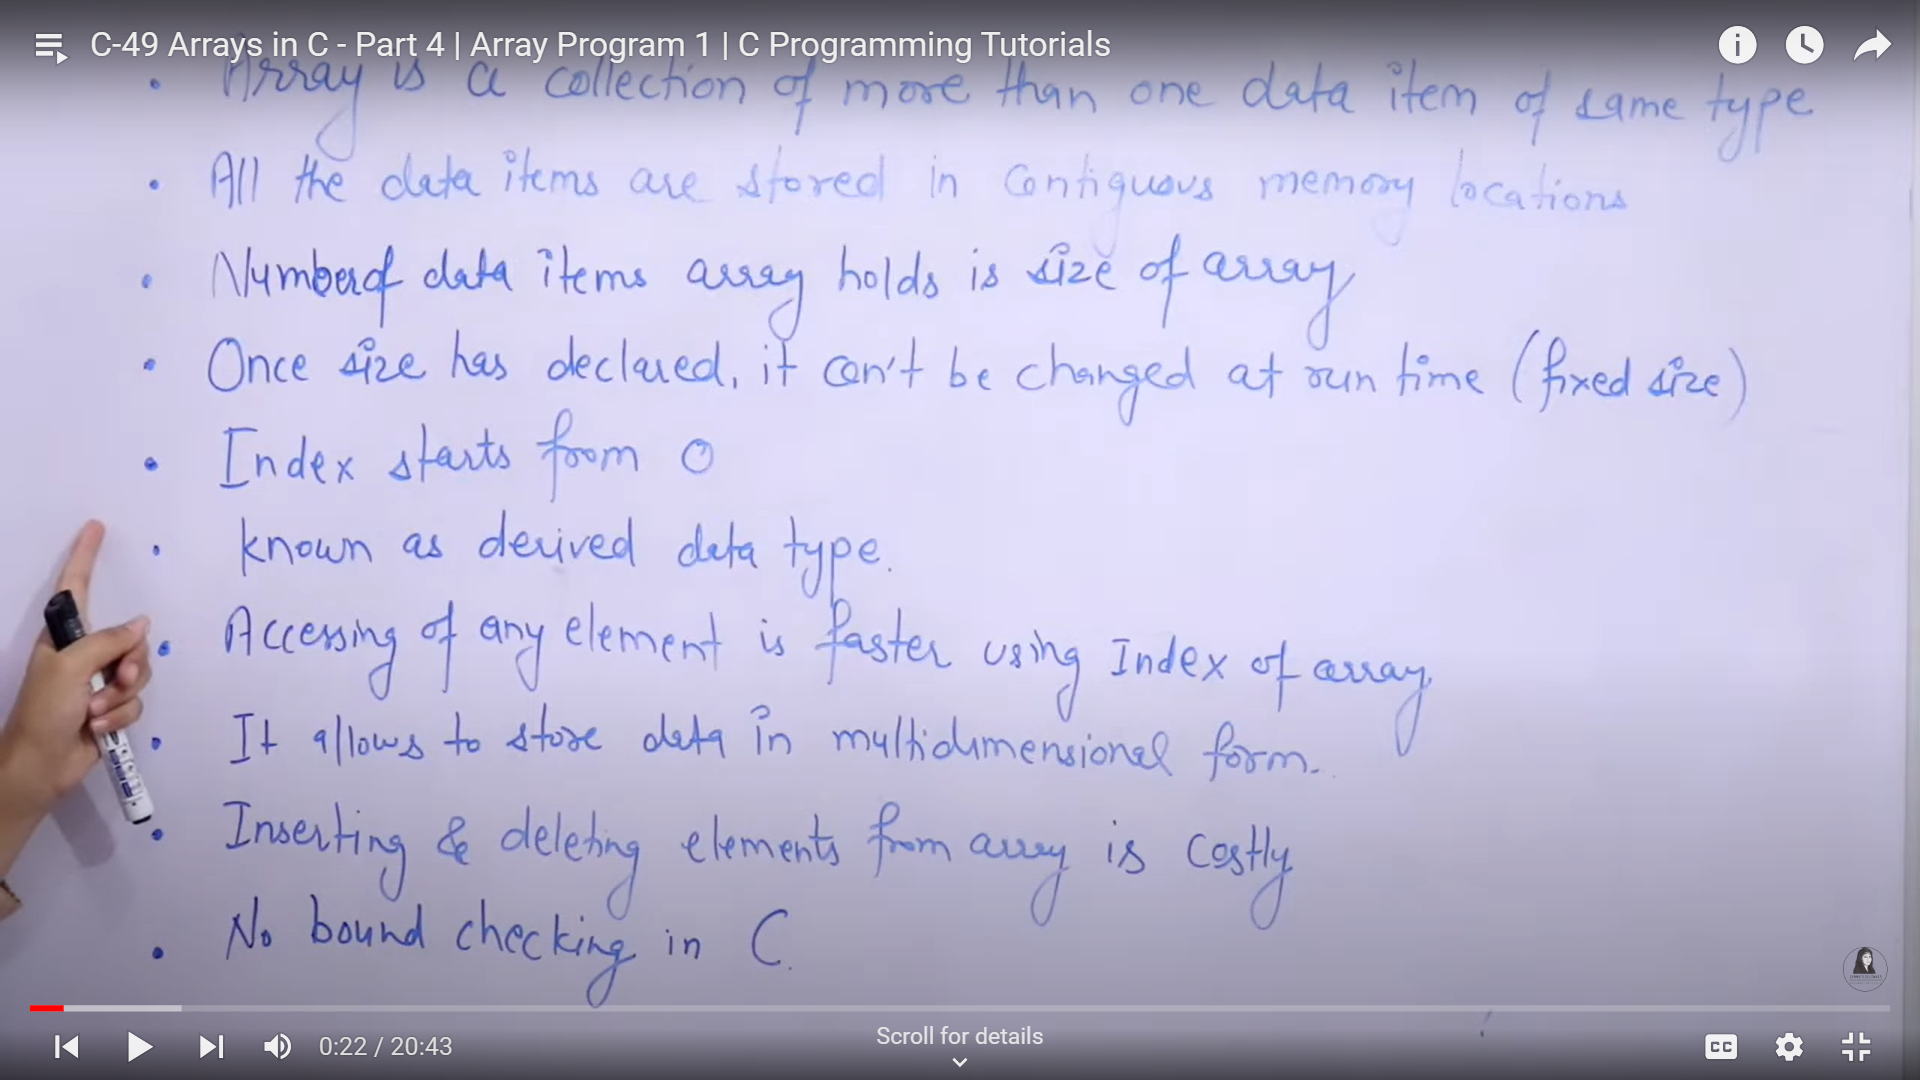 C-49 Arrays in C - Part 4 | Array Program 1 | C Programming Tutorials
• Array is a collection of more than one data item of same type
• All the data items are stored in contiguous memory locations
• Number of data items array holds is size of array
• Once size has declared, it can't be changed at run time (fixed size)
• Index starts from 0
• known as derived data type.
• Accessing of any element is faster using Index of array
• It allows to store data in multidimensional form.
• Inserting & deleting elements from array is costly
• No bound checking in C.
Scroll for details
0:22 / 20:43
CC